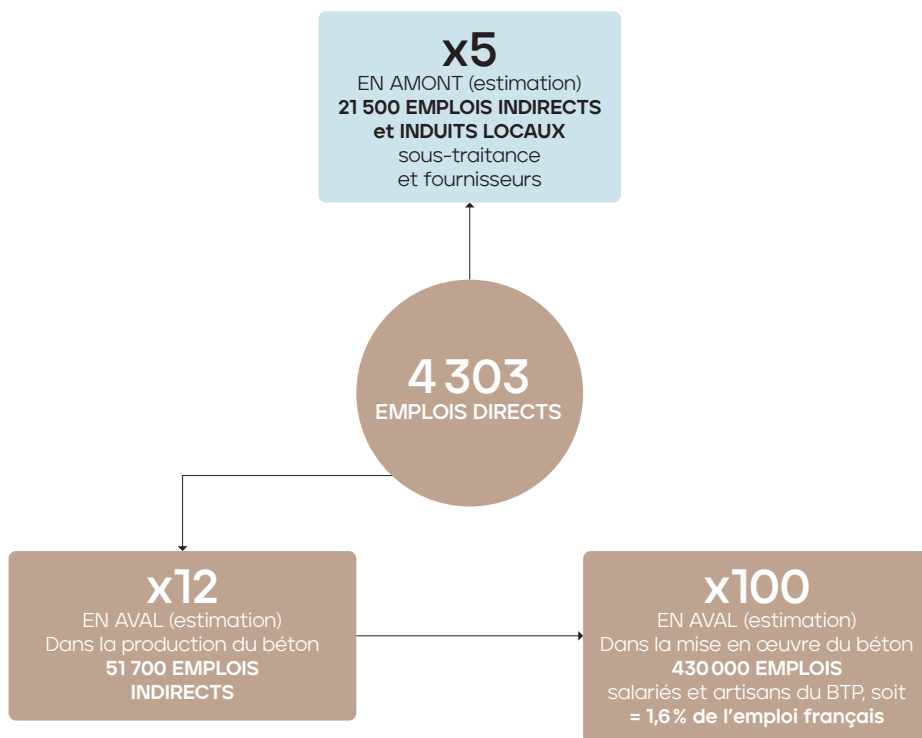 x5
EN AMONT (estimation)
21 500 EMPLOIS INDIRECTS
et INDUITS LOCAUX
sous-traitance
et fournisseurs
4 303
EMPLOIS DIRECTS
x12
EN AVAL (estimation)
Dans la production du béton
51 700 EMPLOIS
INDIRECTS
x100
EN AVAL (estimation)
Dans la mise en œuvre du béton
430 000 EMPLOIS
salariés et artisans du BTP, soit
= 1,6 % de l'emploi français